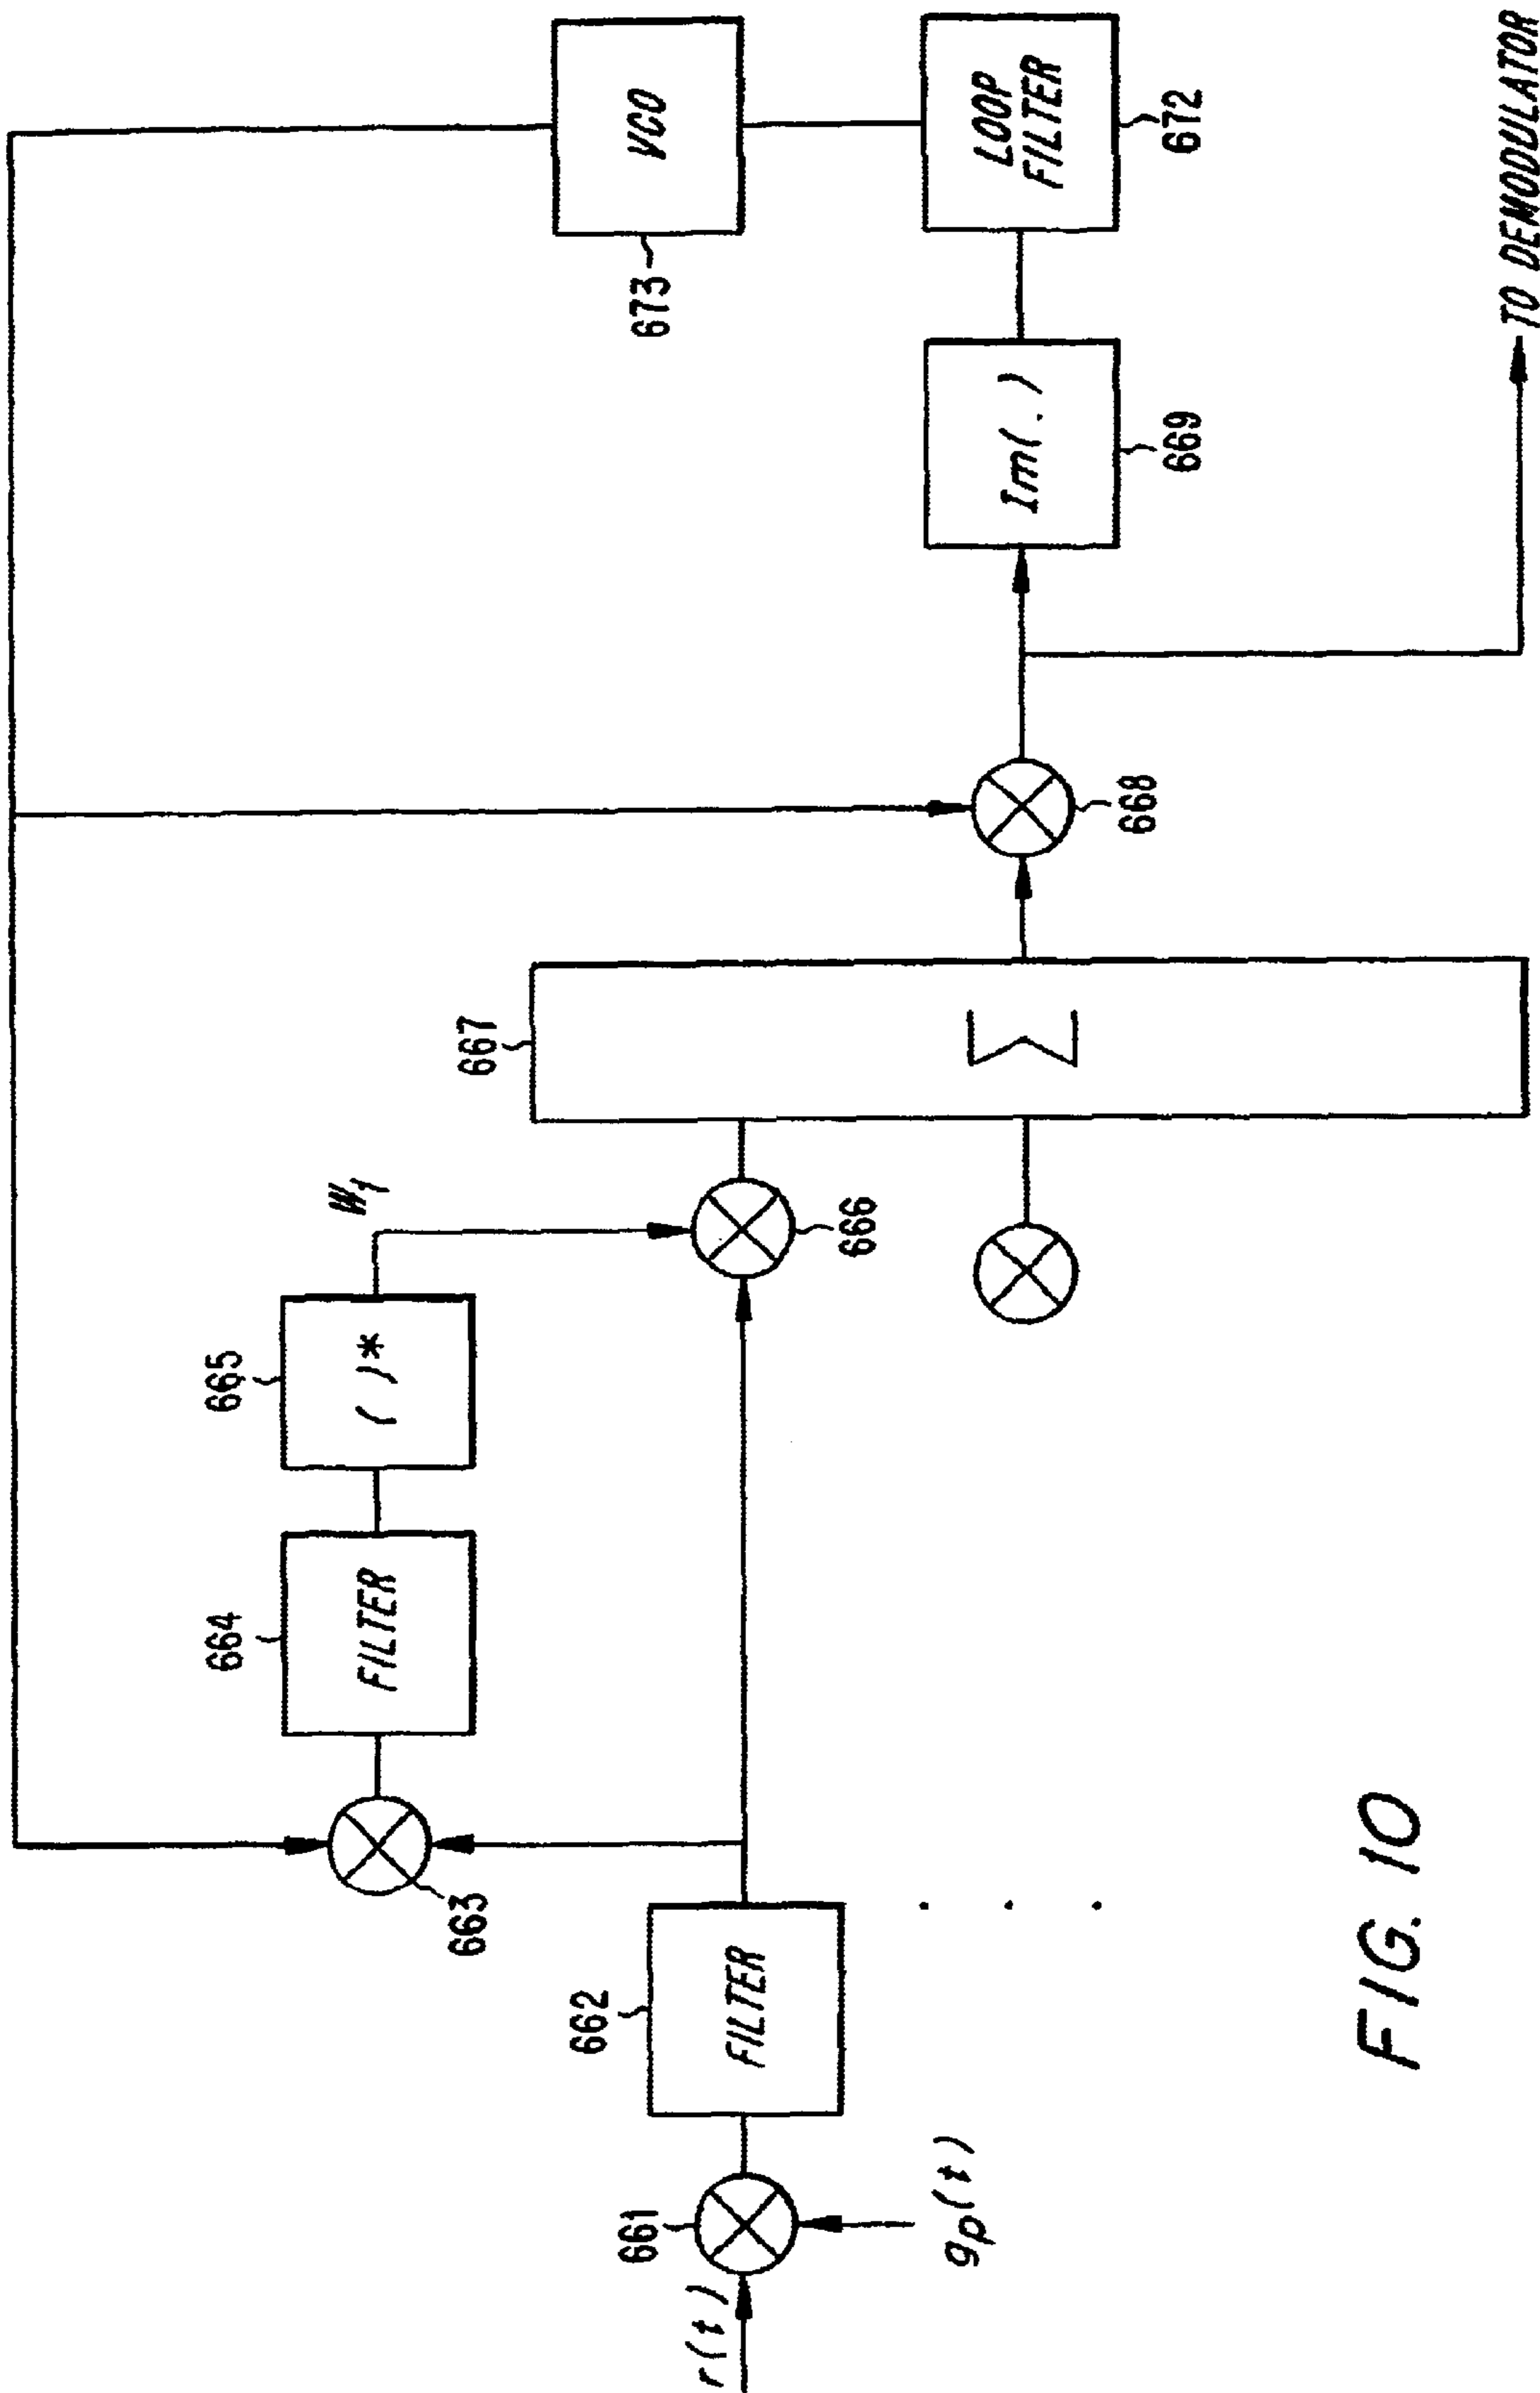 VCO
673
LOOP
FILTER
672
Im(.)
669
TO DEMODULATOR
668
667
Σ
W1
666
665
( )*
664
FILTER
663
662
FILTER
661
r(t)
gp(t)
FIG. 10